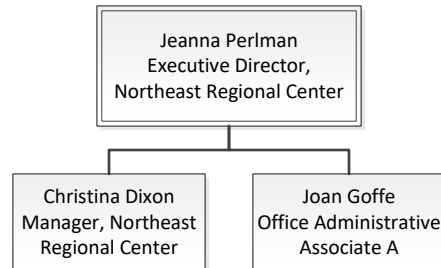 Jeanna Perlman
Executive Director,
Northeast Regional Center
Christina Dixon
Manager, Northeast
Regional Center
Joan Goffe
Office Administrative
Associate A